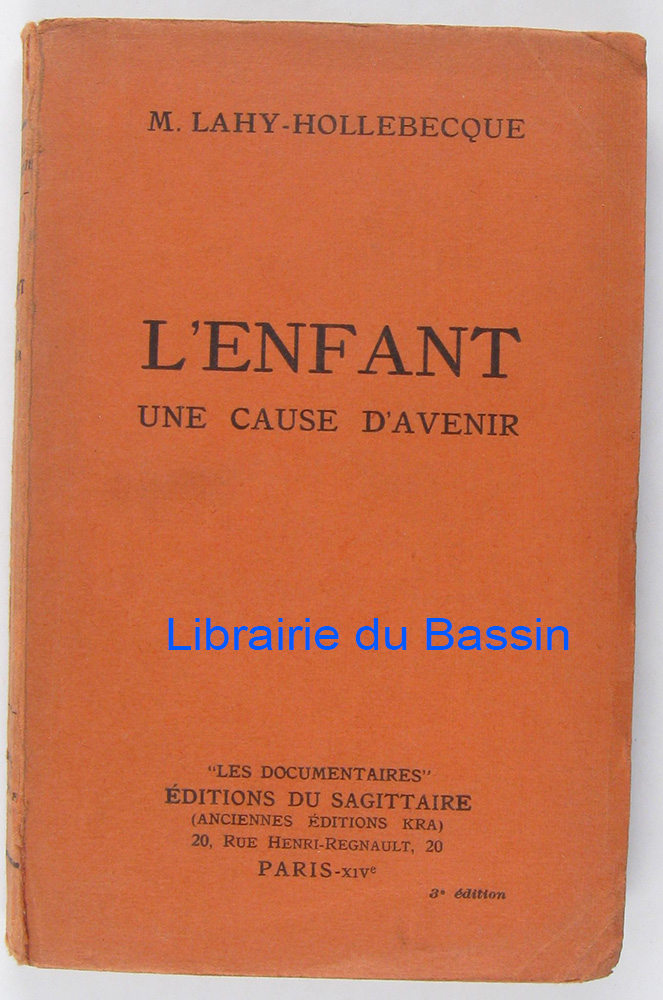 M. LAHY-HOLLEBECQUE
L'ENFANT
UNE CAUSE D'AVENIR
Librairie du Bassin
"LES DOCUMENTAIRES"
ÉDITIONS DU SAGITTAIRE
(ANCIENNES ÉDITIONS KRA)
20, RUE HENRI-REGNAULT, 20
PARIS-XIVe
3e édition